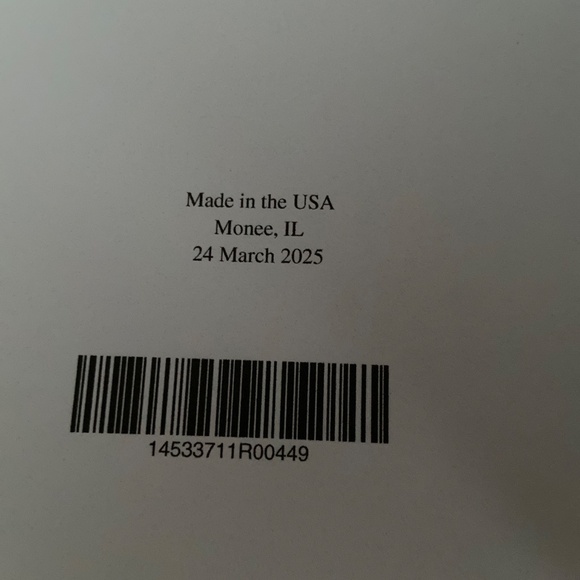 Made in the USA
Monee, IL
24 March 2025
14533711R00449